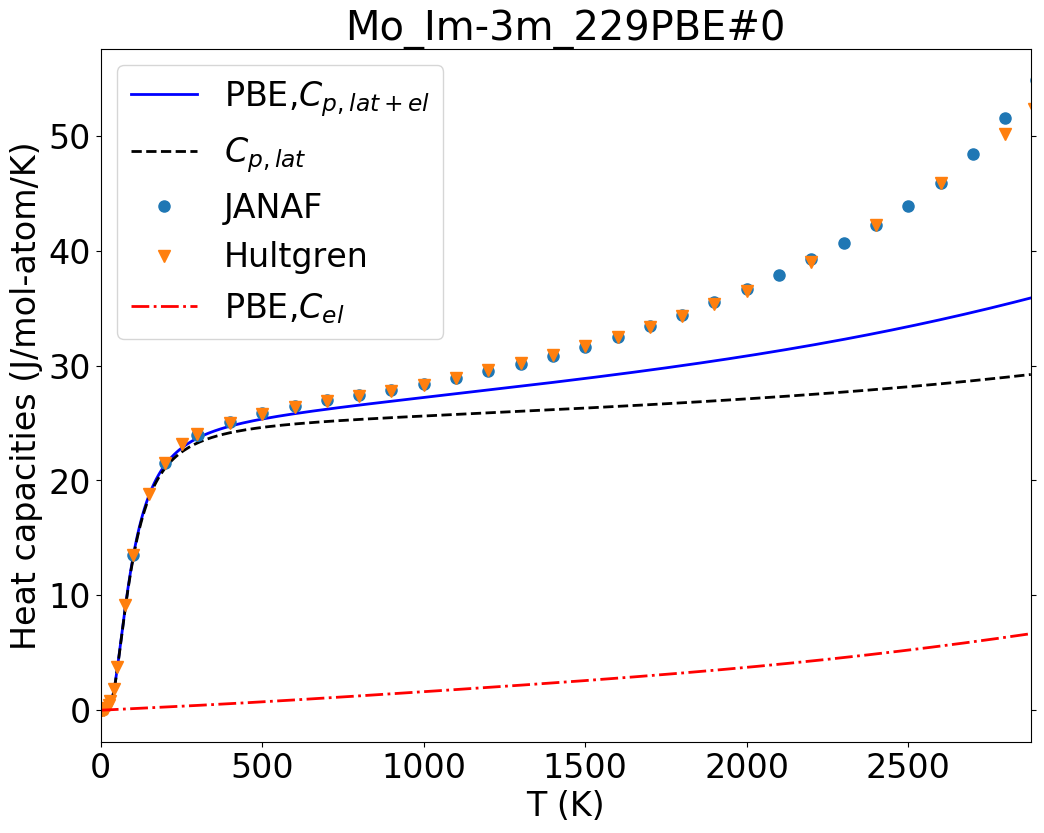 Mo_Im-3m_229PBE#0
PBE,C_{p,lat+el}
C_{p,lat}
JANAF
Hultgren
PBE,C_{el}
Heat capacities (J/mol-atom/K)
50
40
30
20
10
0
0 500 1000 1500 2000 2500
T (K)